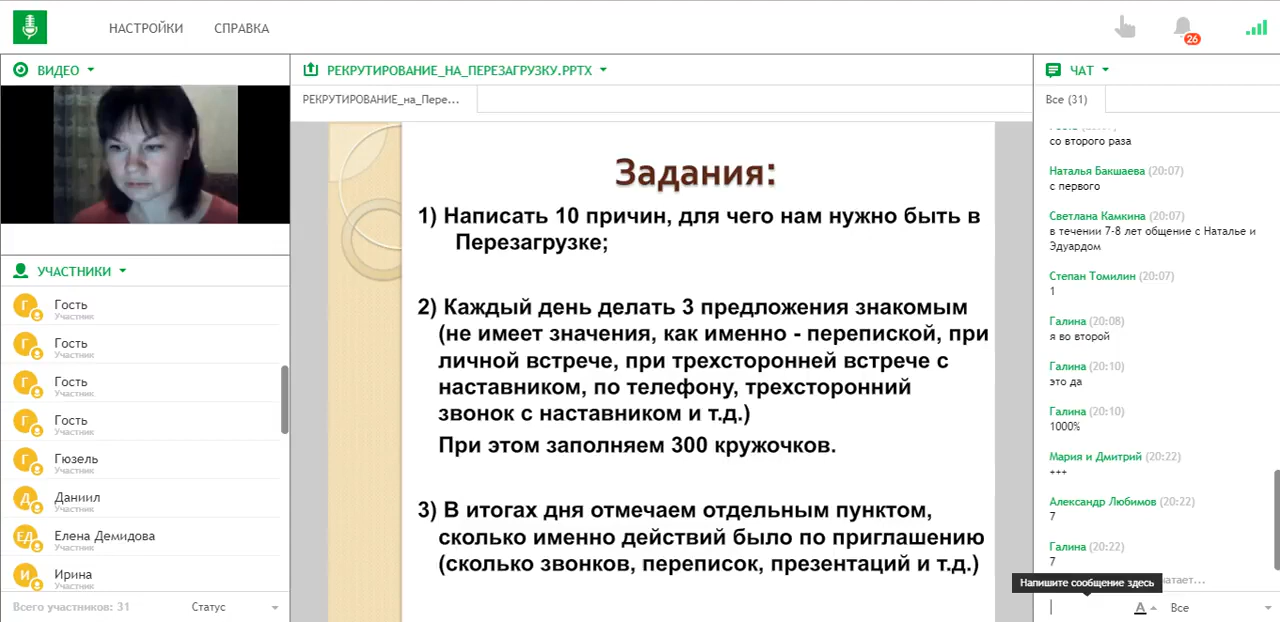 НАСТРОЙКИ СПРАВКА
26
ВИДЕО
РЕКРУТИРОВАНИЕ_НА_ПЕРЕЗАГРУЗКУ.PPTX
ЧАТ
РЕКРУТИРОВАНИЕ_на_Пере...
Все (31)
Задания:
1) Написать 10 причин, для чего нам нужно быть в
Перезагрузке;
2) Каждый день делать 3 предложения знакомым
(не имеет значения, как именно - перепиской, при
личной встрече, при трехсторонней встрече с
наставником, по телефону, трехсторонний
звонок с наставником и т.д.)
При этом заполняем 300 кружочков.
3) В итогах дня отмечаем отдельным пунктом,
сколько именно действий было по приглашению
(сколько звонков, переписок, презентаций и т.д.)
УЧАСТНИКИ
Г Гость
Участник
Г Гость
Участник
Г Гость
Участник
Г Гость
Участник
Г Гюзель
Участник
Д Даниил
Участник
ЕД Елена Демидова
Участник
И Ирина
Участник
Всего участников: 31 Статус
со второго раза
Наталья Бакшаева (20:07)
с первого
Светлана Камкина (20:07)
в течении 7-8 лет общение с Наталье и
Эдуардом
Степан Томилин (20:07)
1
Галина (20:08)
я во второй
Галина (20:10)
это да
Галина (20:10)
1000%
Мария и Дмитрий (20:22)
+++
Александр Любимов (20:22)
7
Галина (20:22)
7
Напишите сообщение здесь
A Все